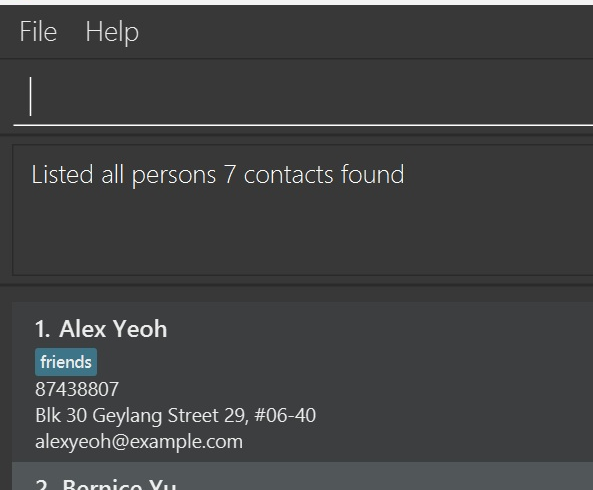 File Help
Listed all persons 7 contacts found
1. Alex Yeoh
friends
87438807
Blk 30 Geylang Street 29, #06-40
alexyeoh@example.com
2. Bernice Yu